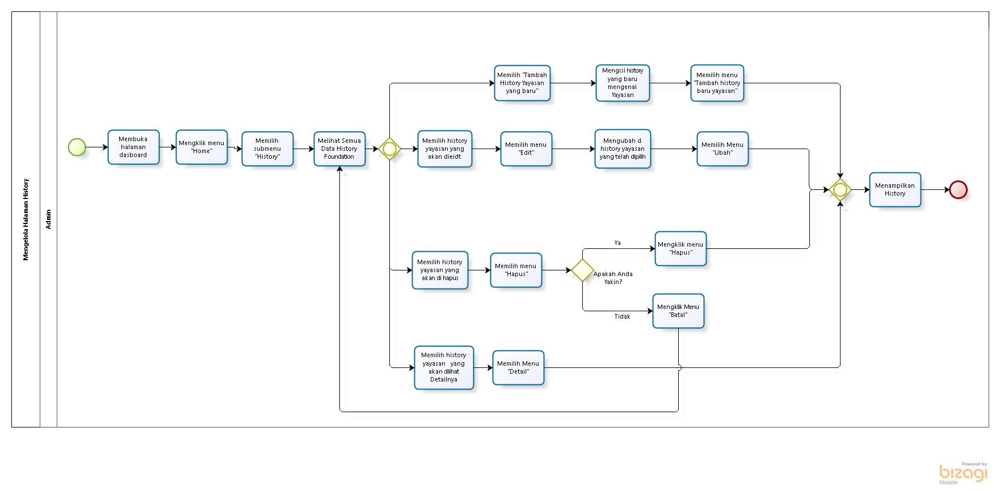 Mengelola Halaman History
Admin
Membuka
halaman
dasboard
Mengklik menu
"Home"
Memilih
submenu
"History"
Melihat Semua
Data History
Foundation
Memilih "Tambah
History Yayasan
yang baru"
Mengisi history
yang baru
mengenai
Yayasan
Memilih menu
"Tambah history
baru yayasan"
Memilih history
yayasan yang
akan dieidt
Memilih menu
"Edit"
Mengubah d
history yayasan
yang telah dipilih
Memilih Menu
"Ubah"
Memilih history
yayasan yang
akan di hapus
Memilih menu
"Hapus"
Apakah Anda
Yakin?
Ya
Mengklik menu
"Hapus"
Tidak
Mengklik Menu
"Batal"
Memilih history
yayasan yang
akan dilihat
Detailnya
Memilih Menu
"Detail"
Menampilkan
History
Powered by
bizagi
Modeler